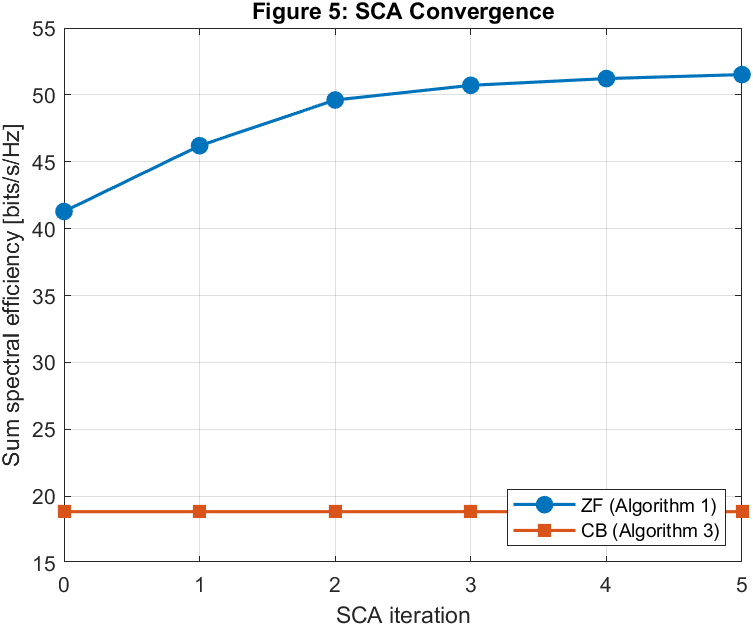 Figure 5: SCA Convergence
Sum spectral efficiency [bits/s/Hz]
55
50
45
40
35
30
25
20
15
0 1 2 3 4 5
SCA iteration
ZF (Algorithm 1)
CB (Algorithm 3)